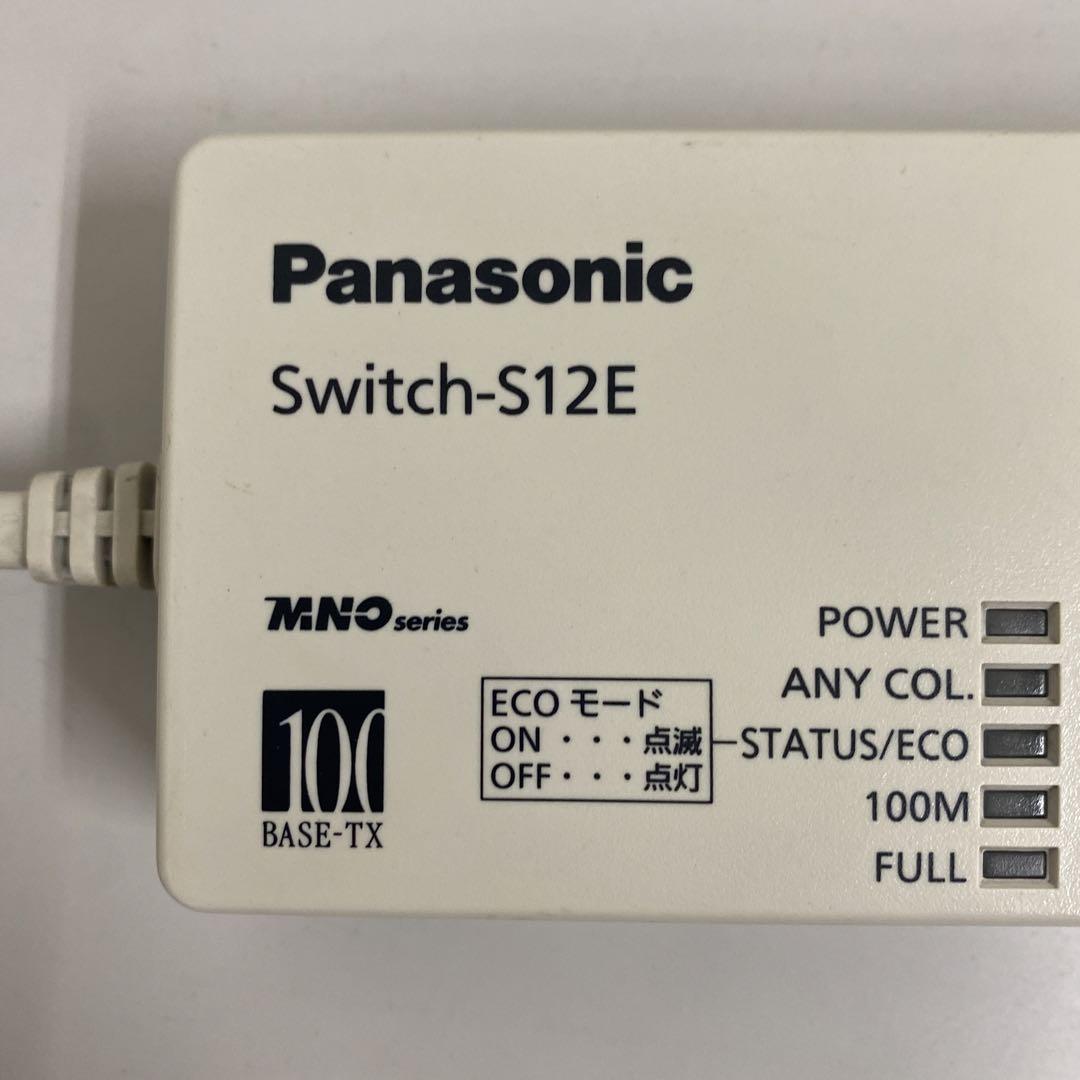 Panasonic
Switch-S12E
MNO series
100
BASE-TX
ECO モード
ON ・・・点滅
OFF・・・点灯
POWER
ANY COL.
STATUS/ECO
100M
FULL